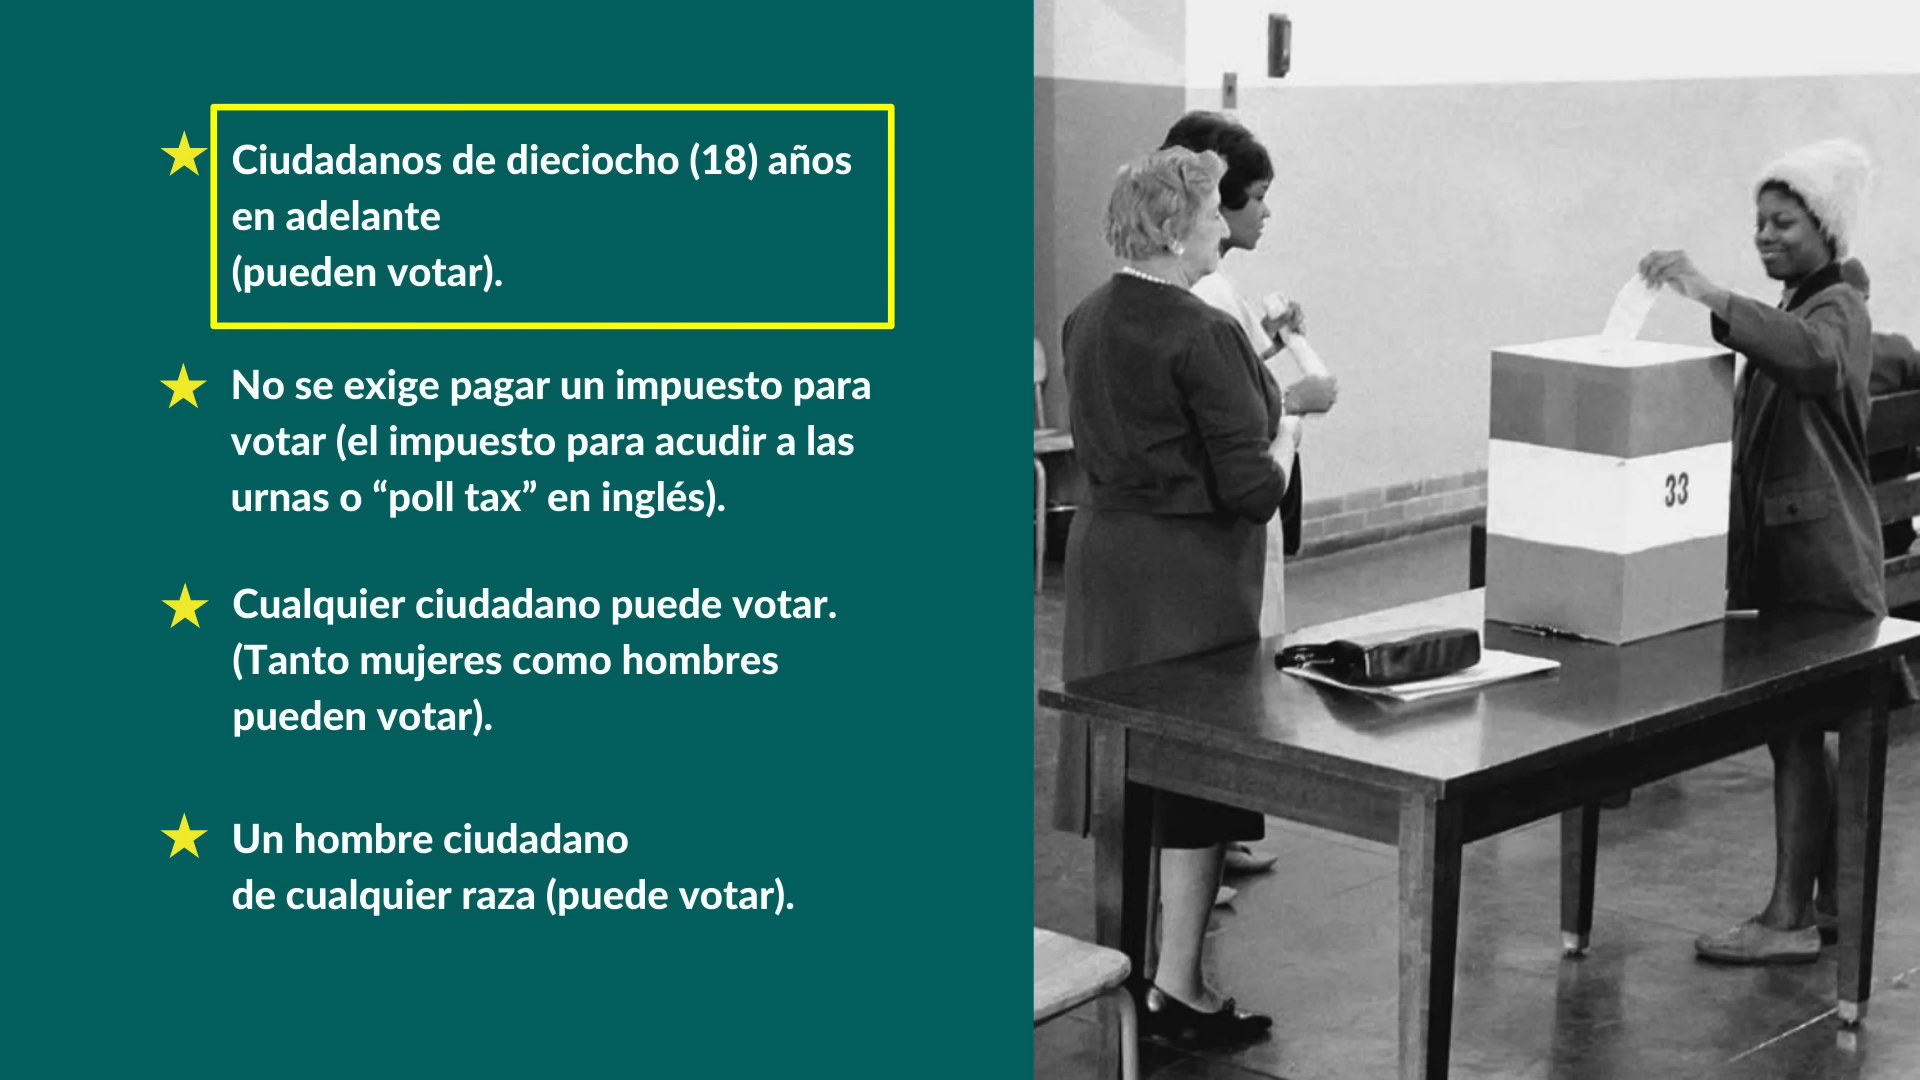 Ciudadanos de dieciocho (18) años
en adelante
(pueden votar).
No se exige pagar un impuesto para
votar (el impuesto para acudir a las
urnas o “poll tax” en inglés).
Cualquier ciudadano puede votar.
(Tanto mujeres como hombres
pueden votar).
Un hombre ciudadano
de cualquier raza (puede votar).
33